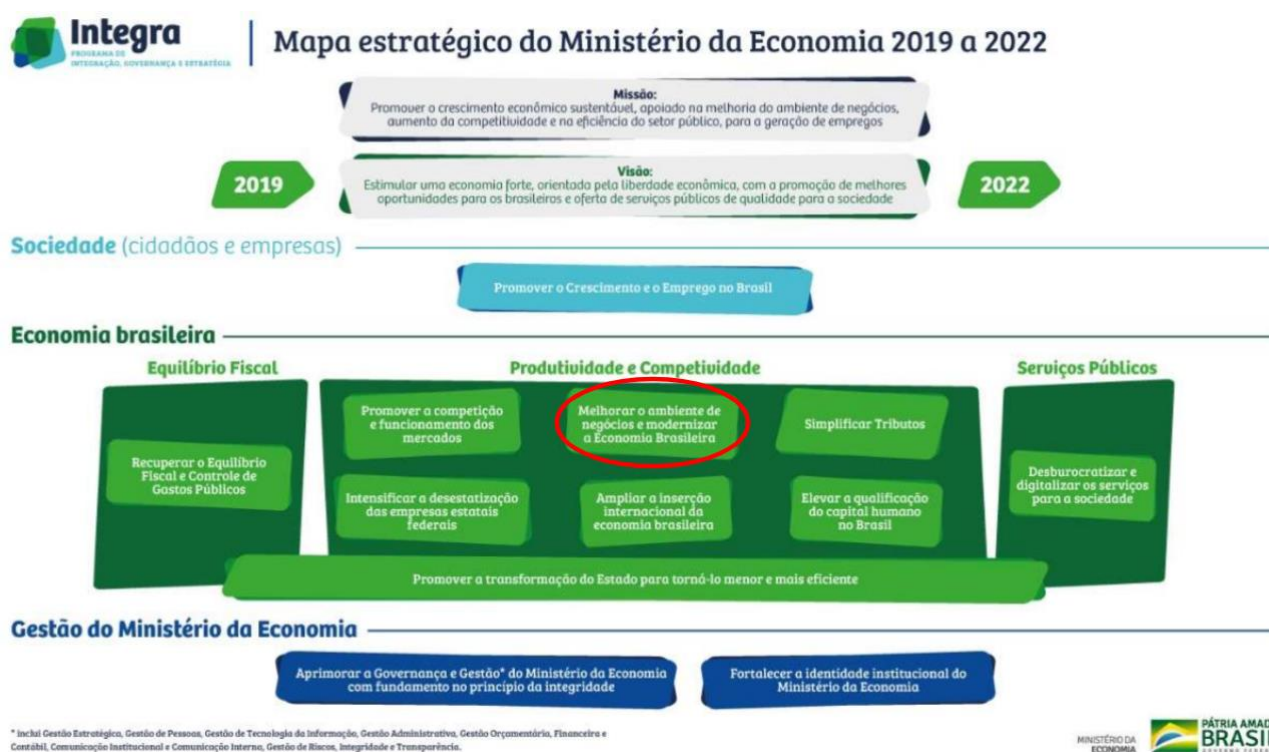 Integra
PROGRAMA DE
INTEGRAÇÃO, GOVERNANÇA E ESTRATÉGIA
Mapa estratégico do Ministério da Economia 2019 a 2022
Missão:
Promover o crescimento econômico sustentável, apoiado na melhoria do ambiente de negócios,
aumento da competitividade e na eficiência do setor público, para a geração de empregos
2019
Visão:
Estimular uma economia forte, orientada pela liberdade econômica, com a promoção de melhores
oportunidades para os brasileiros e oferta de serviços públicos de qualidade para a sociedade
2022
Sociedade (cidadãos e empresas)
Promover o Crescimento e o Emprego no Brasil
Economia brasileira
Equilíbrio Fiscal
Recuperar o Equilíbrio
Fiscal e Controle de
Gastos Públicos
Produtividade e Competividade
Promover a competição
e funcionamento dos
mercados
Melhorar o ambiente de
negócios e modernizar
a Economia Brasileira
Simplificar Tributos
Intensificar a desestatização
das empresas estatais
federais
Ampliar a inserção
internacional da
economia brasileira
Elevar a qualificação
do capital humano
no Brasil
Serviços Públicos
Desburocratizar e
digitalizar os serviços
para a sociedade
Promover a transformação do Estado para torná-lo menor e mais eficiente
Gestão do Ministério da Economia
Aprimorar a Governança e Gestão* do Ministério da Economia
com fundamento no princípio da integridade
Fortalecer a identidade institucional do
Ministério da Economia
* inclui Gestão Estratégica, Gestão de Pessoas, Gestão de Tecnologia da Informação, Gestão Administrativa, Gestão Orçamentária, Financeira e
Contábil, Comunicação Institucional e Comunicação Interna, Gestão de Riscos, Integridade e Transparência.
MINISTÉRIO DA
ECONOMIA
PÁTRIA AMAD
BRASI
GOVERNO FEDER